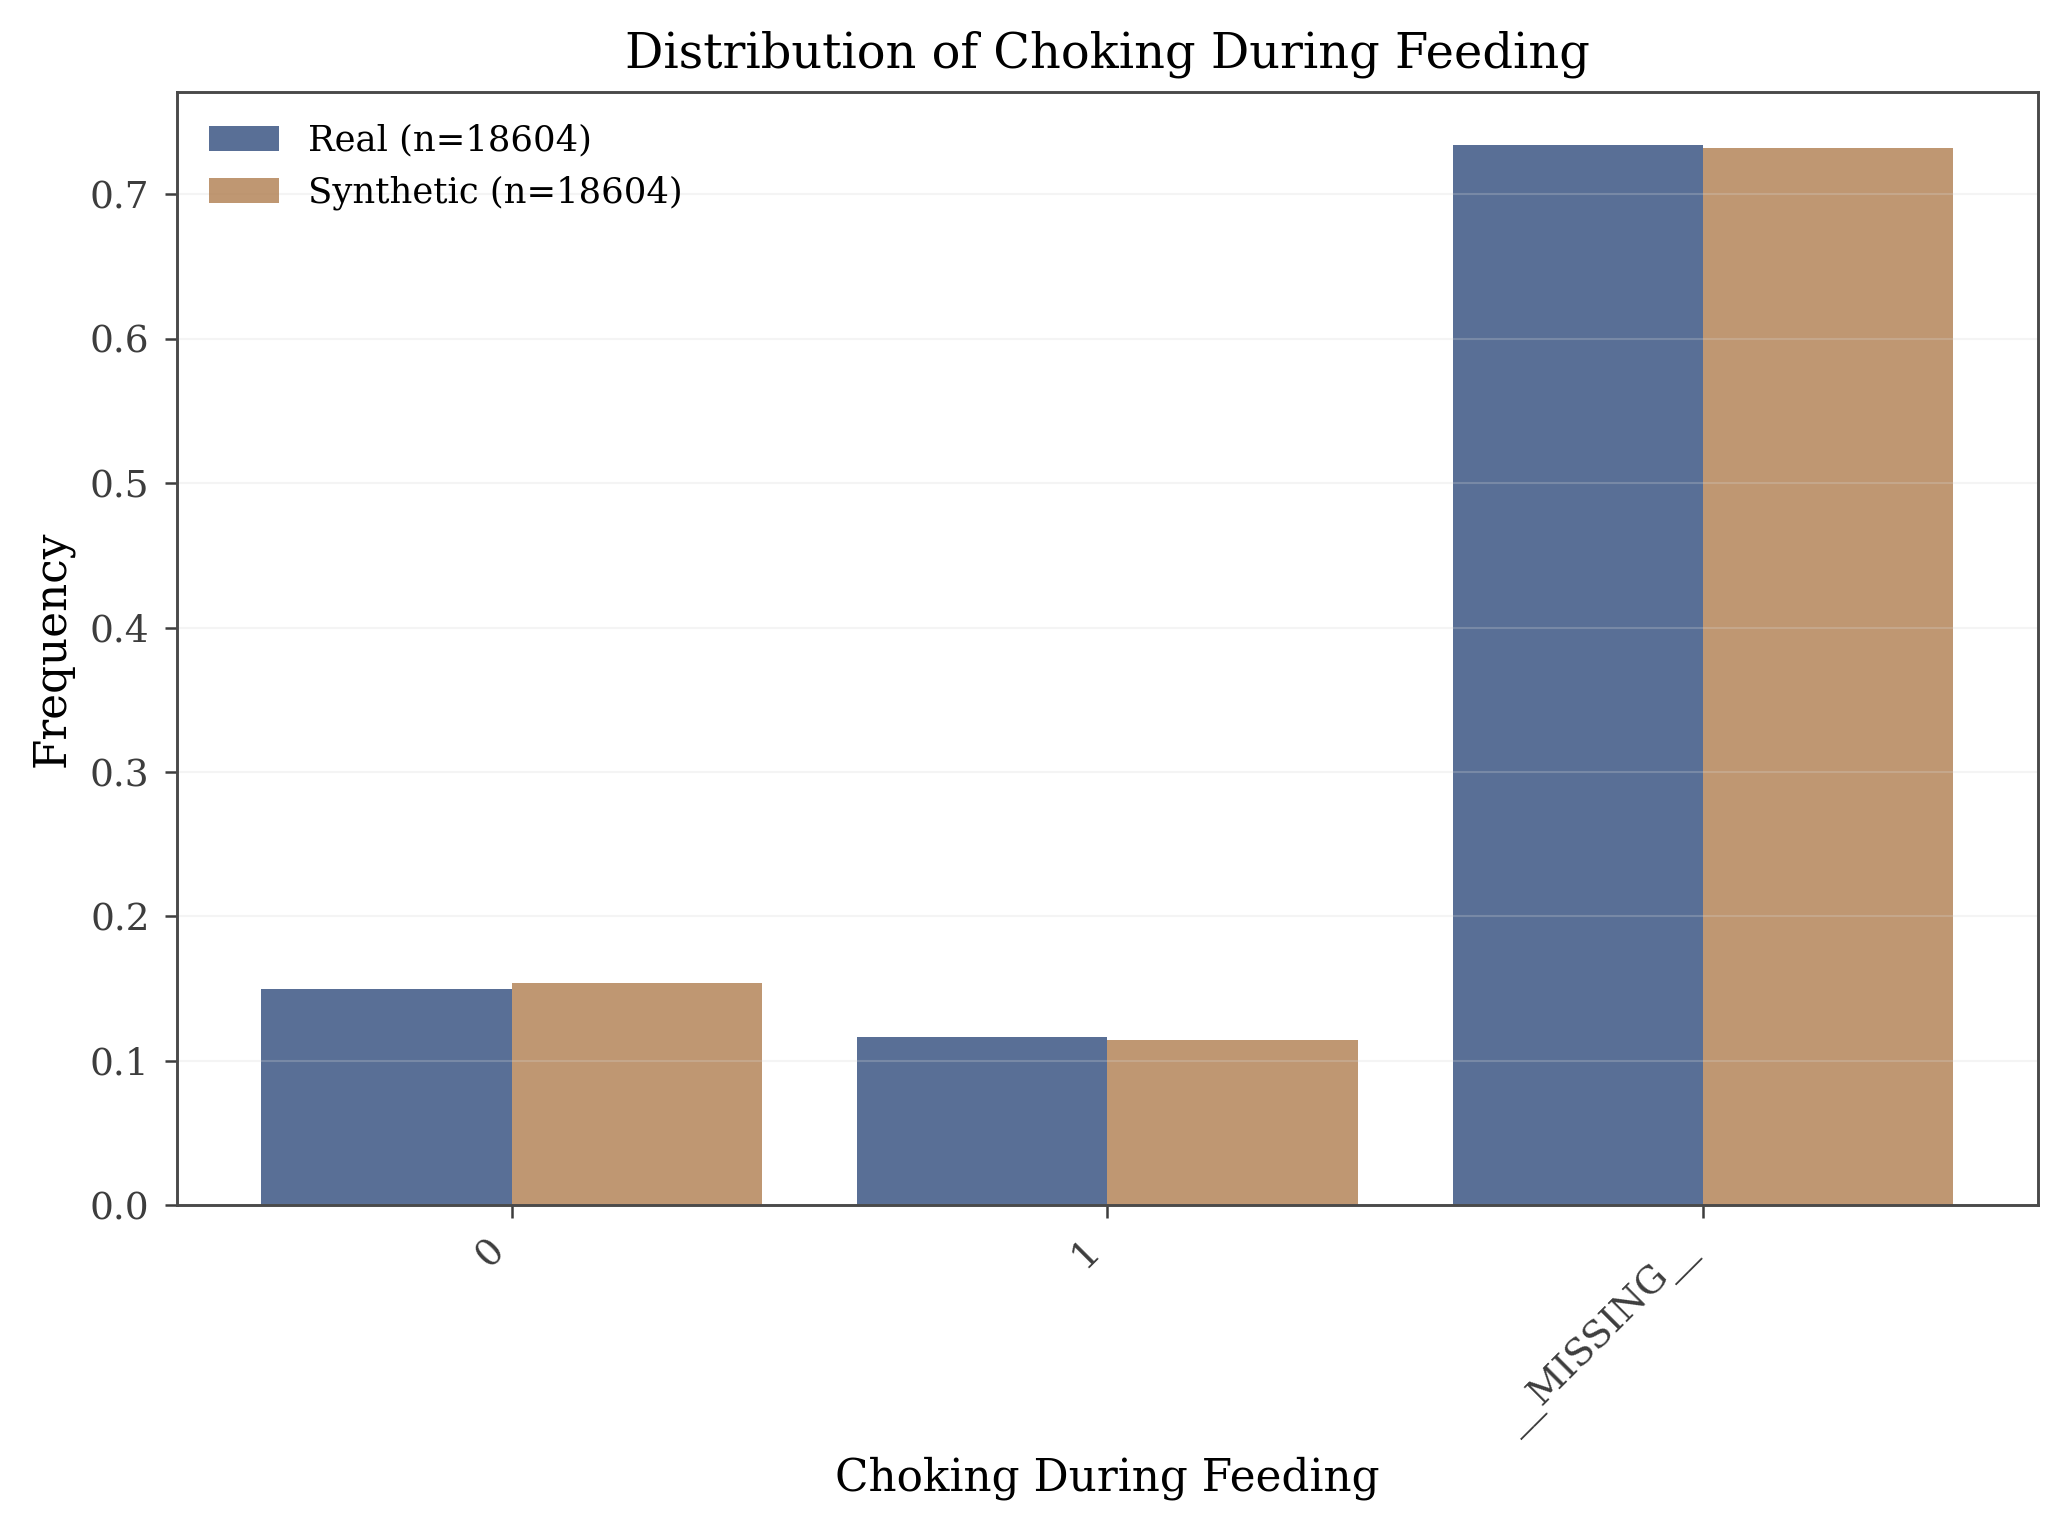 Distribution of Choking During Feeding
Real (n=18604)
Synthetic (n=18604)
Frequency
0.7
0.6
0.5
0.4
0.3
0.2
0.1
0.0
0
1
__MISSING__
Choking During Feeding